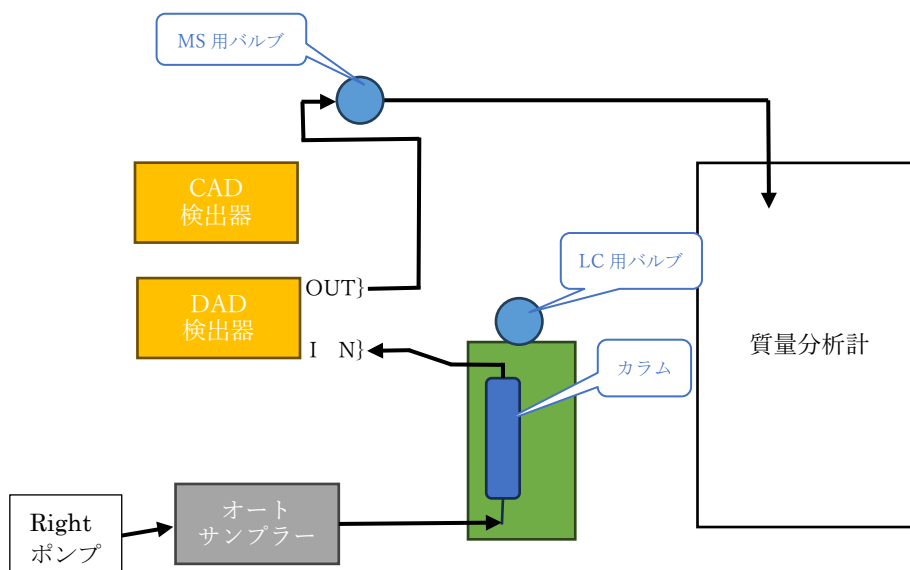 MS 用バルブ
CAD
検出器
LC 用バルブ
OUT}
DAD
検出器
I N}
質量分析計
カラム
オート
サンプラー
Right
ポンプ